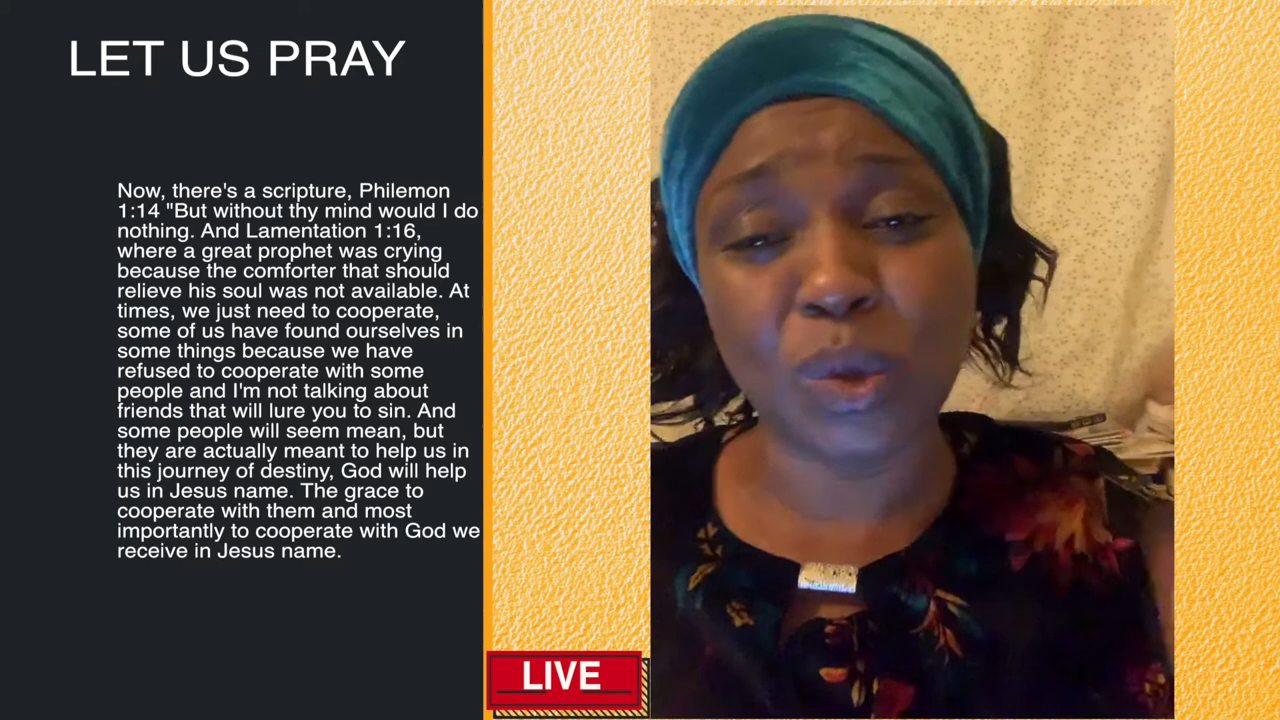 LET US PRAY
Now, there's a scripture, Philemon
1:14 "But without thy mind would I do
nothing. And Lamentation 1:16,
where a great prophet was crying
because the comforter that should
relieve his soul was not available. At
times, we just need to cooperate,
some of us have found ourselves in
some things because we have
refused to cooperate with some
people and I'm not talking about
friends that will lure you to sin. And
some people will seem mean, but
they are actually meant to help us in
this journey of destiny, God will help
us in Jesus name. The grace to
cooperate with them and most
importantly to cooperate with God we
receive in Jesus name.
LIVE